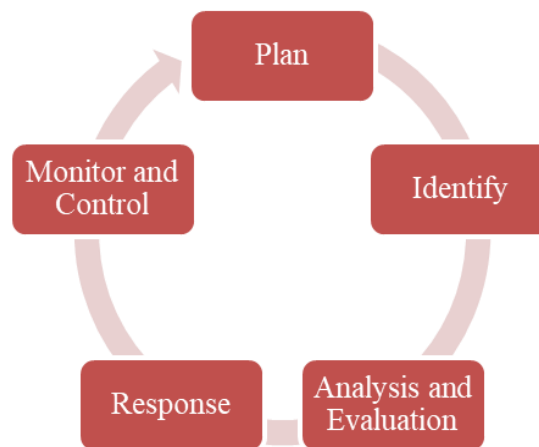 Plan
Identify
Analysis and
Evaluation
Response
Monitor and
Control